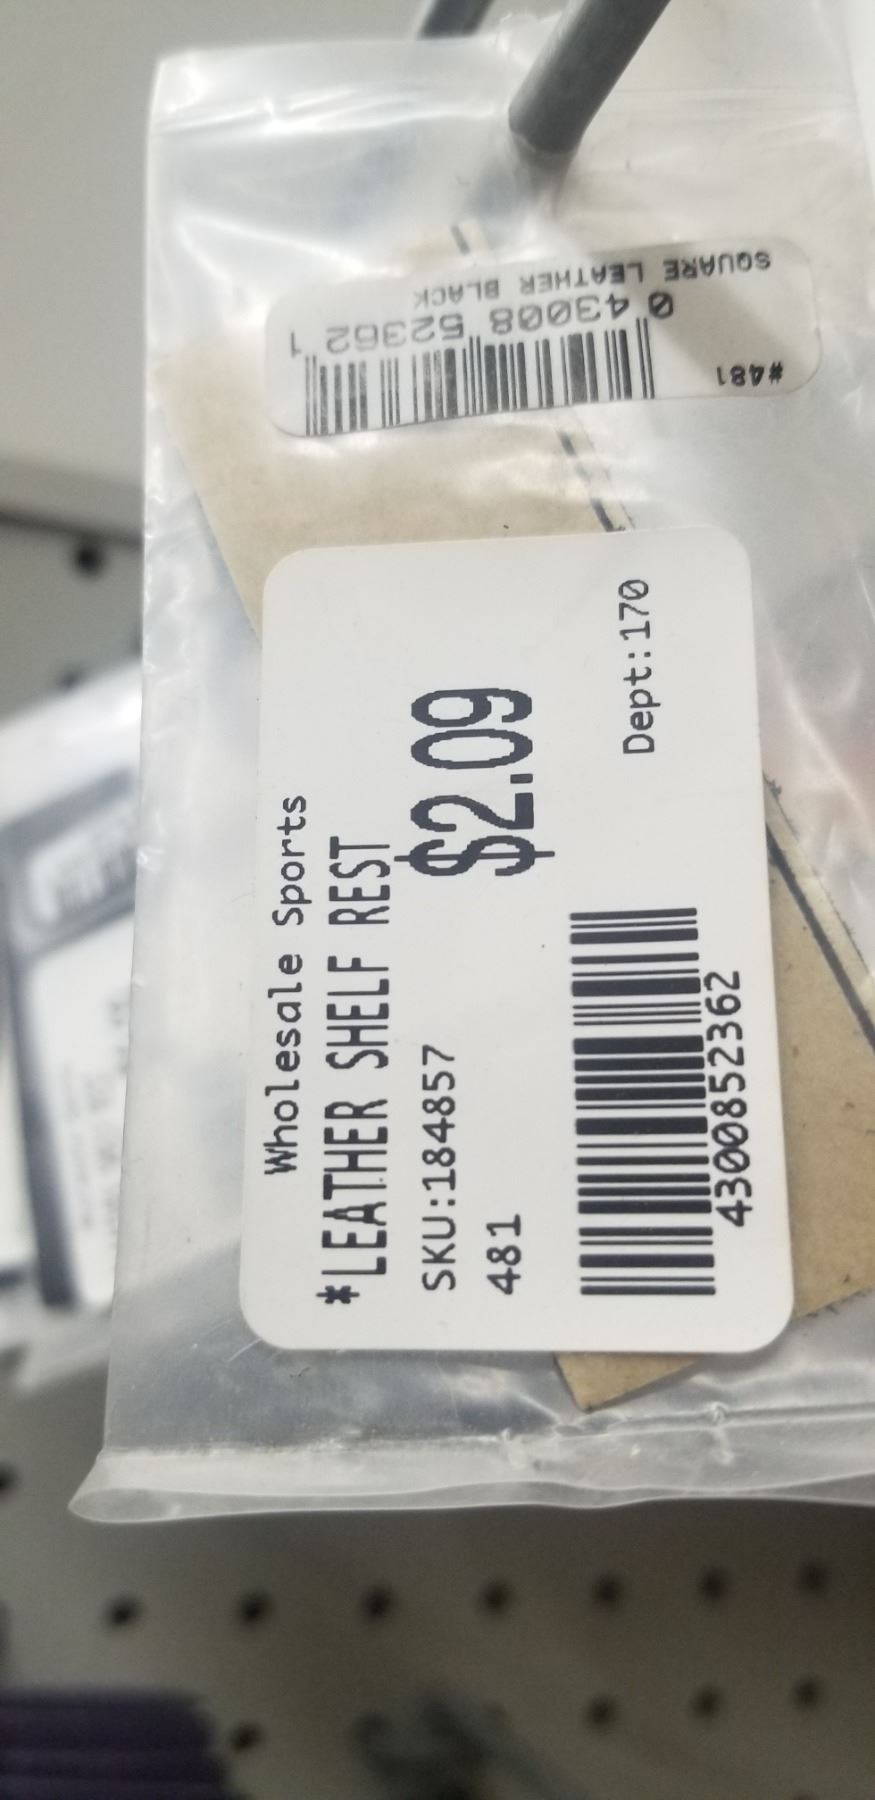 SQUARE LEATHER BLACK
0 43008 52362 1
#481
Wholesale Sports
*LEATHER SHELF REST
$2.09
SKU:184857
481
Dept:170
4300852362